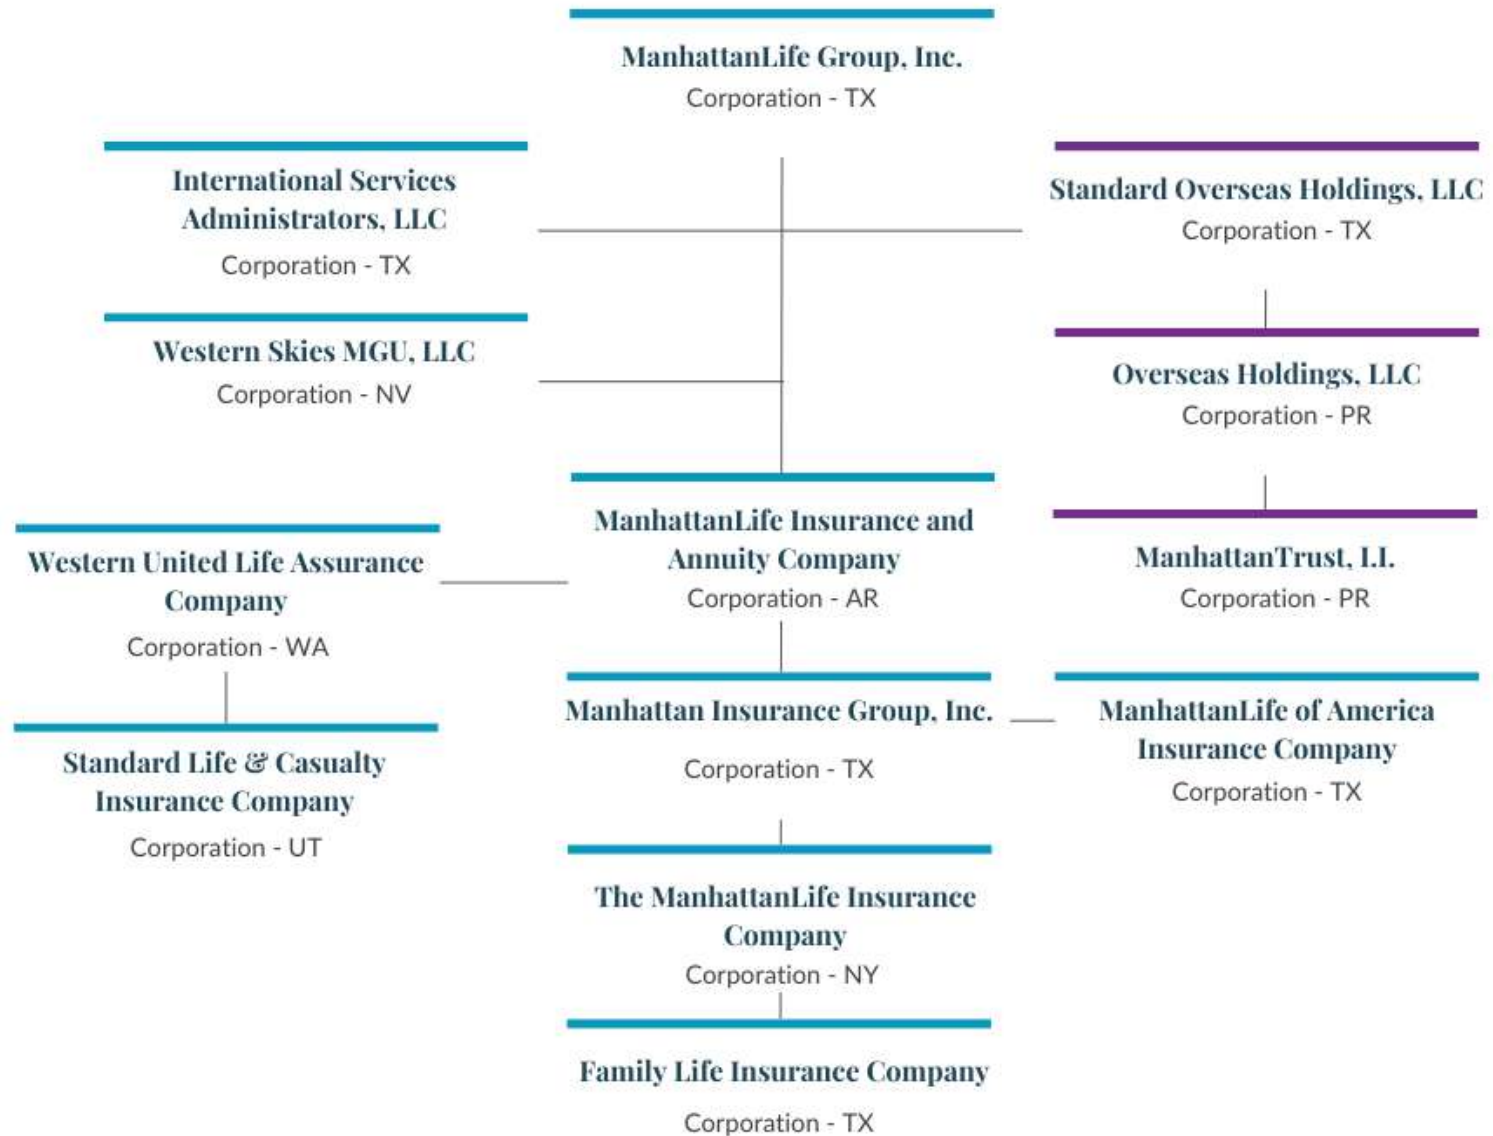 ManhattanLife Group, Inc.
Corporation - TX
International Services
Administrators, LLC
Corporation - TX
Standard Overseas Holdings, LLC
Corporation - TX
Western Skies MGU, LLC
Corporation - NV
Overseas Holdings, LLC
Corporation - PR
ManhattanLife Insurance and
Annuity Company
Corporation - AR
Western United Life Assurance
Company
Corporation - WA
ManhattanTrust, I.I.
Corporation - PR
Manhattan Insurance Group, Inc.
Corporation - TX
ManhattanLife of America
Insurance Company
Corporation - TX
Standard Life & Casualty
Insurance Company
Corporation - UT
The ManhattanLife Insurance
Company
Corporation - NY
Family Life Insurance Company
Corporation - TX